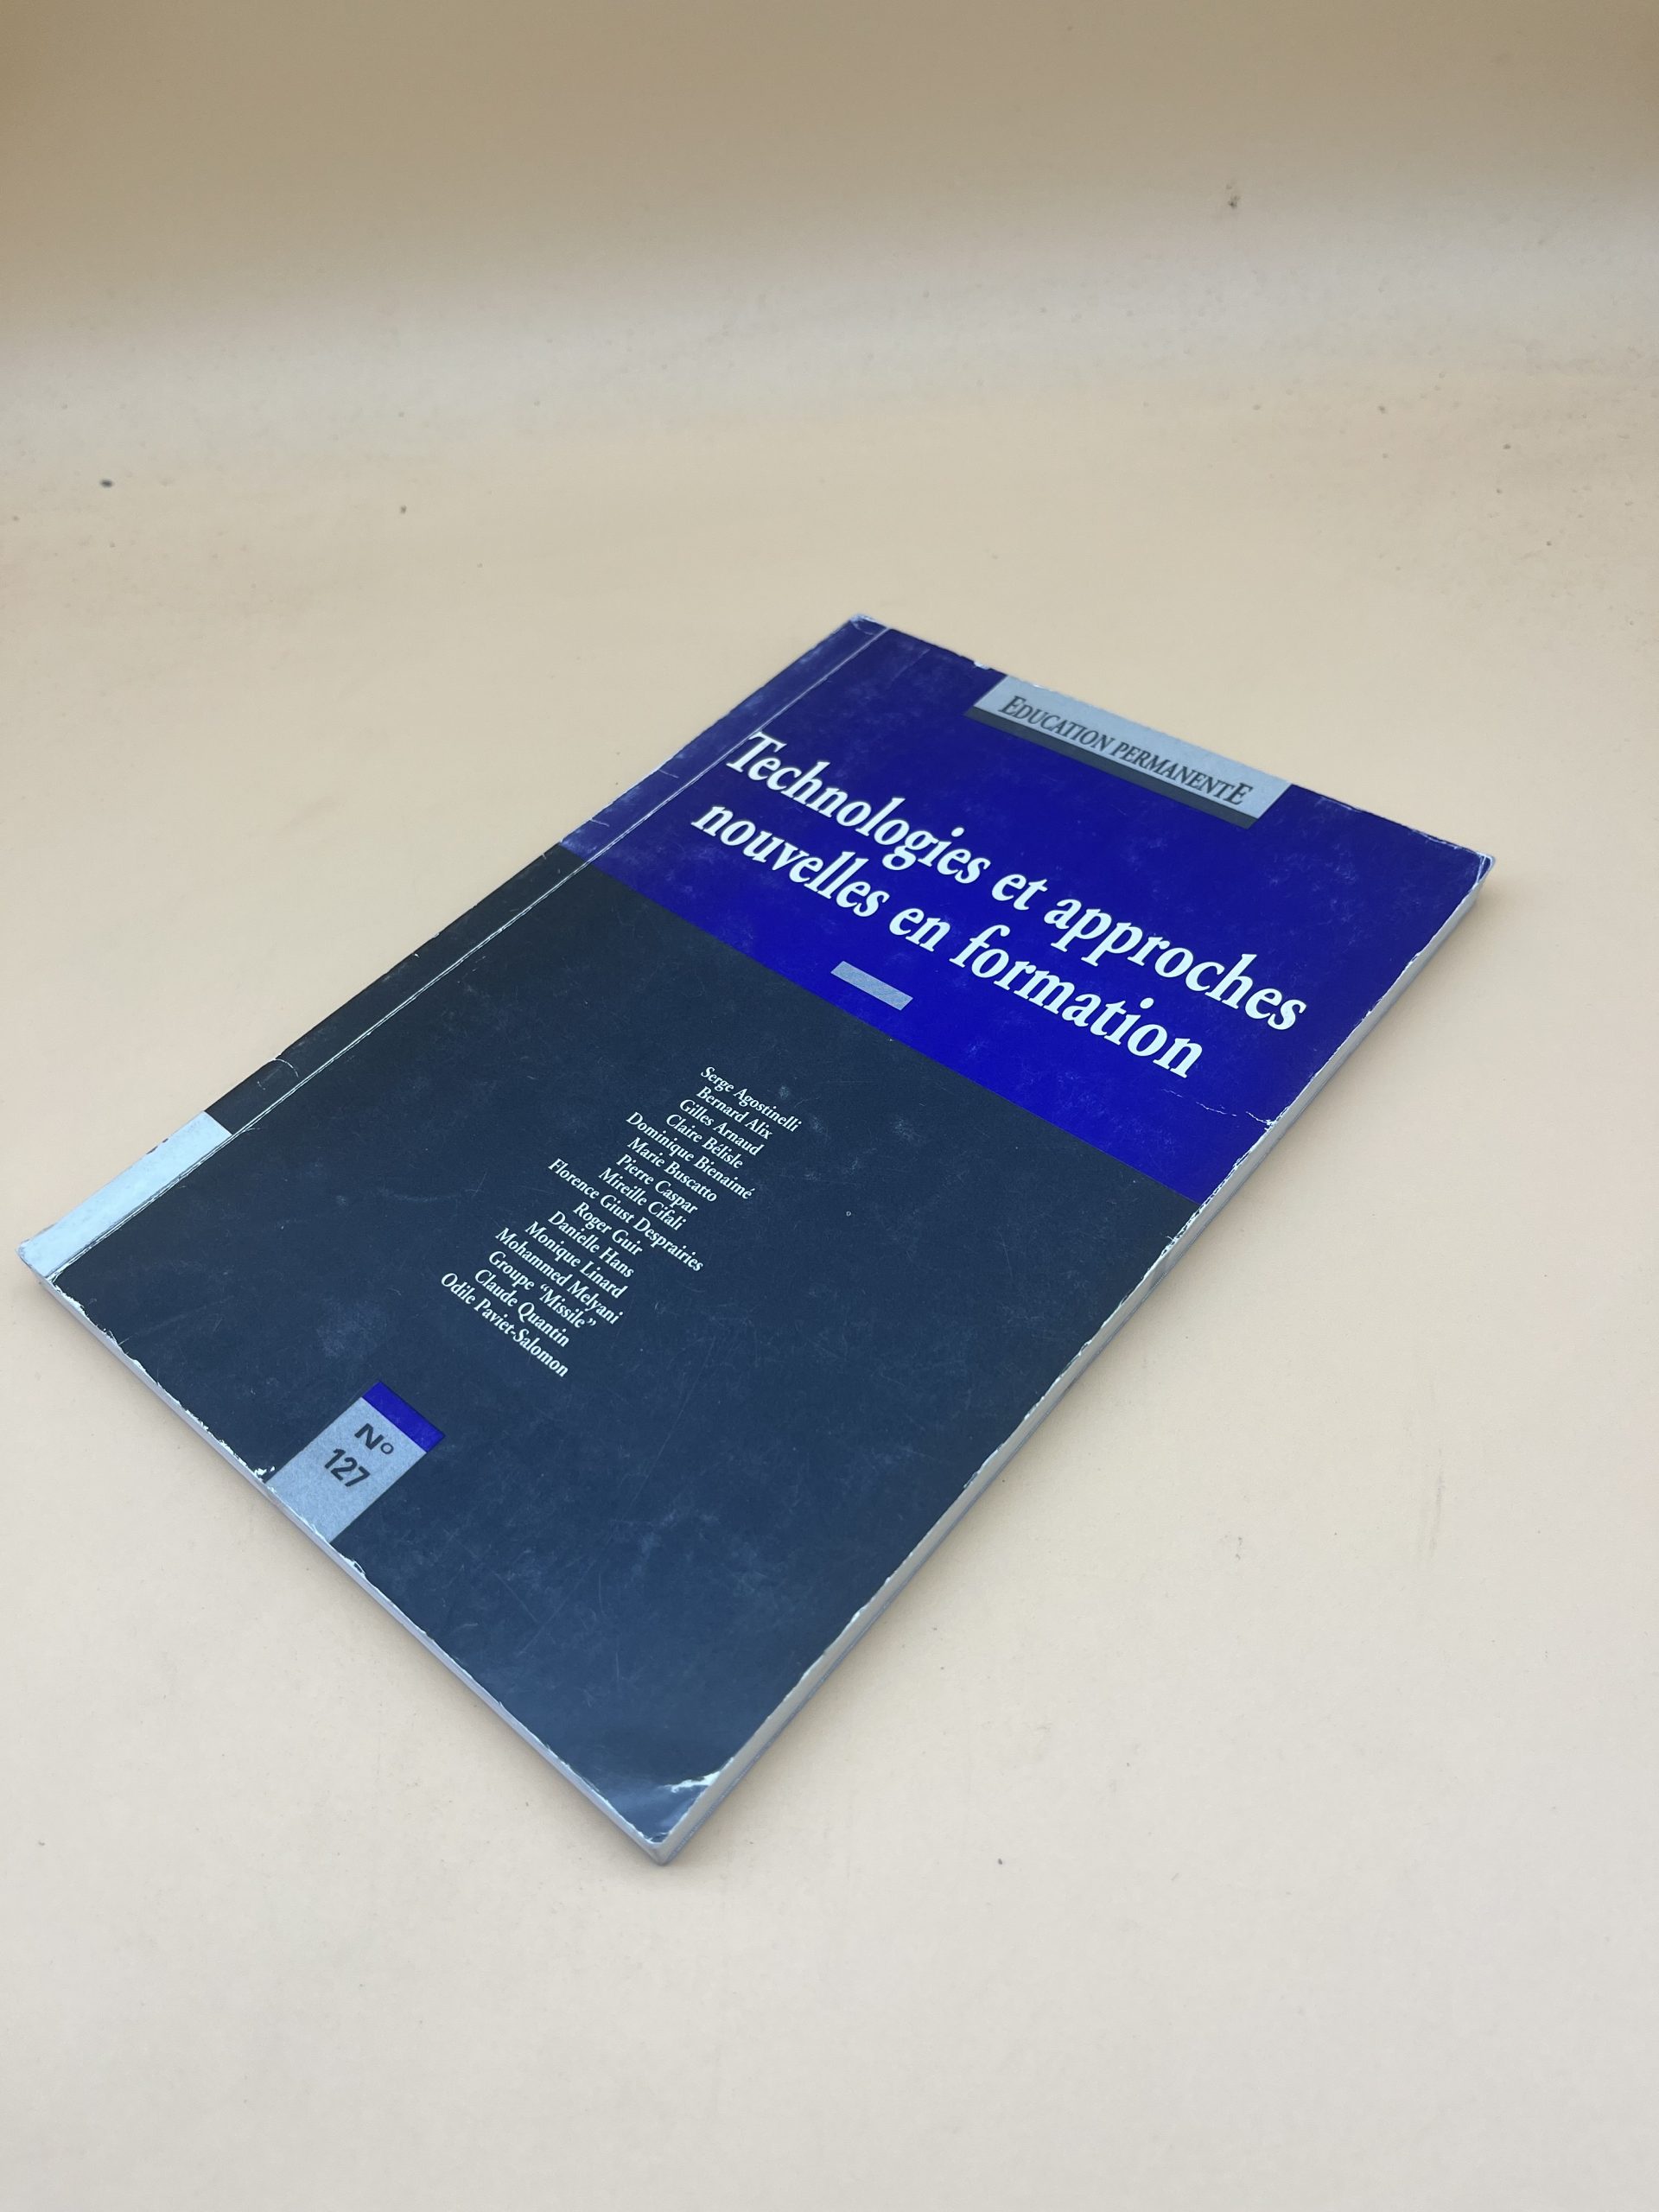 EDUCATION PERMANENTE
Technologies et approches
nouvelles en formation
Serge Agostinelli
Bernard Alix
Gilles Arnaud
Claire Bélisle
Dominique Bienaimé
Marie Buscatto
Pierre Caspar
Mireille Cifali
Florence Giust Desprairies
Roger Guir
Danielle Hans
Monique Linard
Mohammed Melyani
Groupe “Missile”
Claude Quantin
Odile Paviet-Salomon
No
127